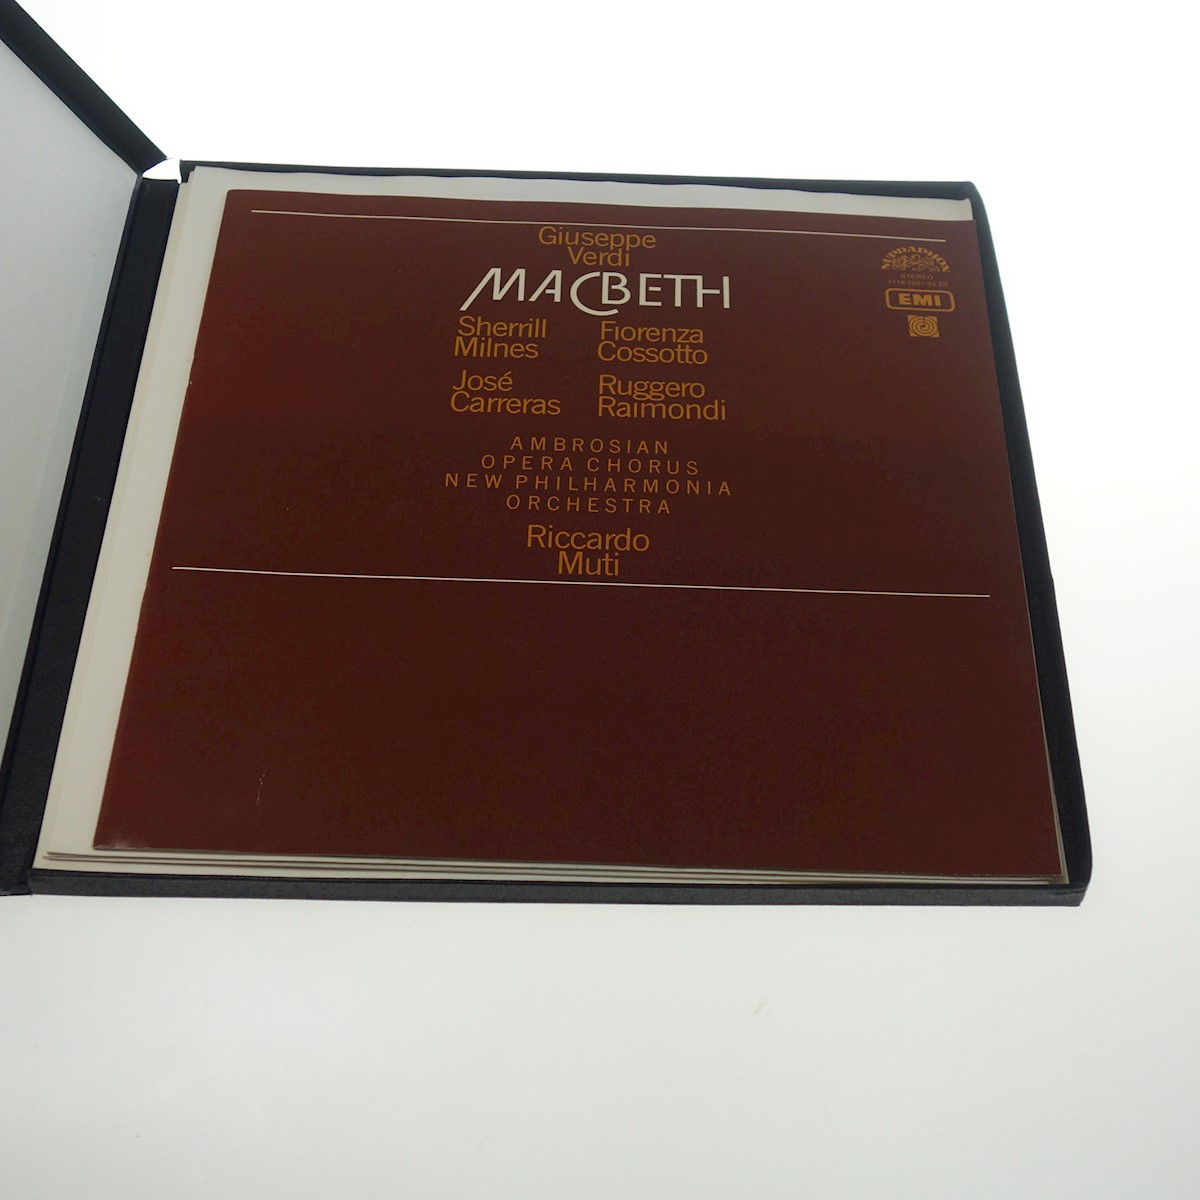 Giuseppe
Verdi
MACBETH
Sherrill
Milnes
Fiorenza
Cossotto
José
Carreras
Ruggero
Raimondi
AMBROSIAN
OPERA CHORUS
NEW PHILHARMONIA
ORCHESTRA
Riccardo
Muti
SUPRAPHON
STEREO
EMI